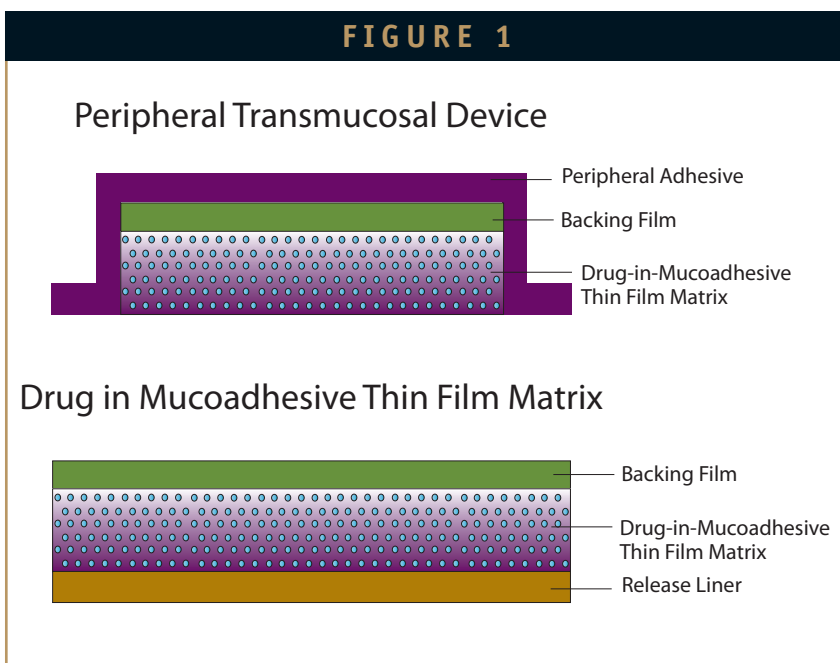 FIGURE 1
Peripheral Transmucosal Device
Peripheral Adhesive
Backing Film
Drug-in-Mucoadhesive
Thin Film Matrix
Drug in Mucoadhesive Thin Film Matrix
Backing Film
Drug-in-Mucoadhesive
Thin Film Matrix
Release Liner